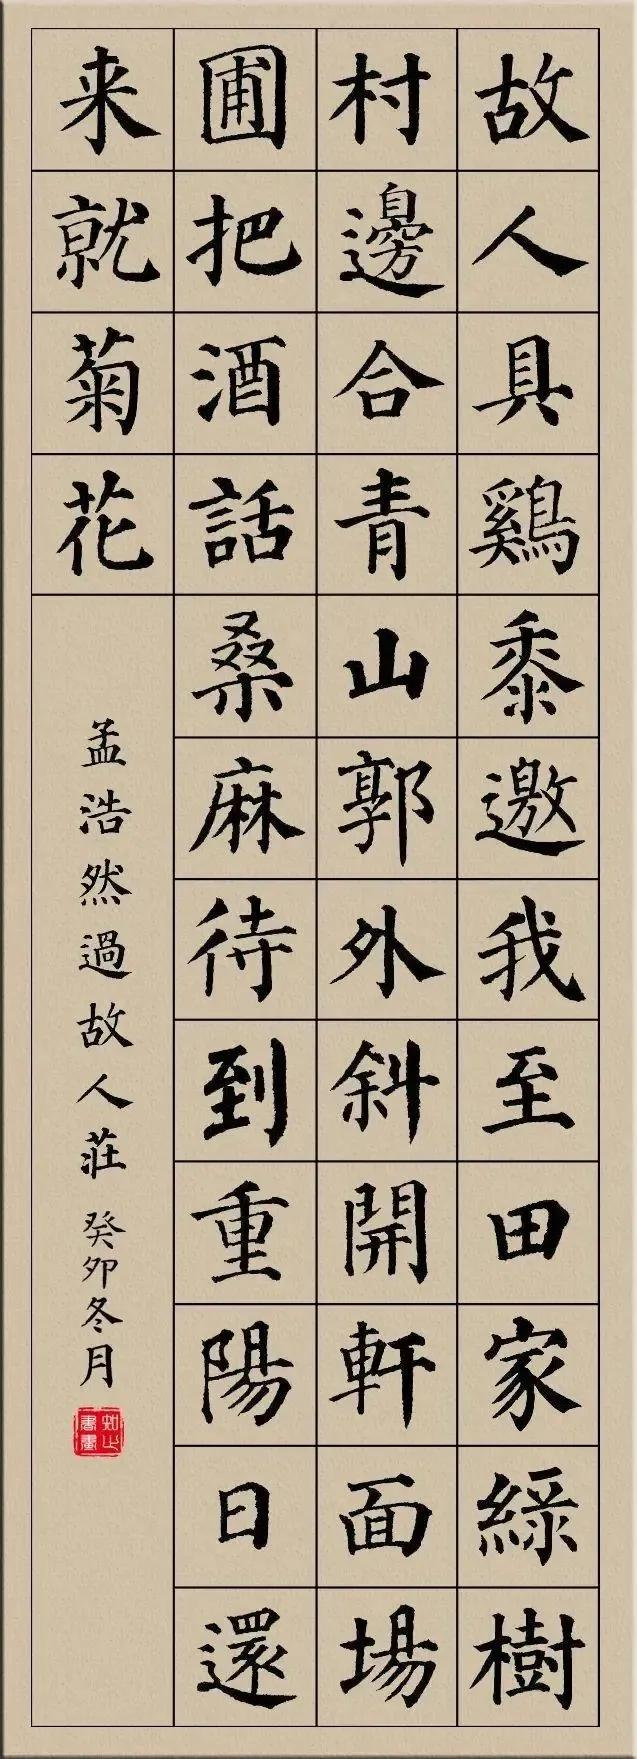 故人具鷄黍邀我至田家綠樹
村邊合青山郭外斜開軒面場
圃把酒話桑麻待到重陽日還
来就菊花
孟浩然過故人莊 癸卯冬月